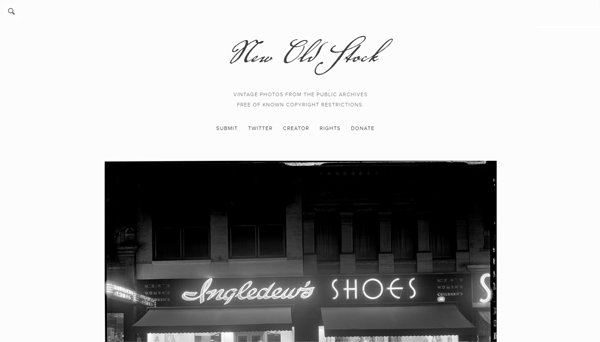 New Old Stock
VINTAGE PHOTOS FROM THE PUBLIC ARCHIVES
FREE OF KNOWN COPYRIGHT RESTRICTIONS.
SUBMIT TWITTER CREATOR RIGHTS DONATE
Ingledew's SHOES S